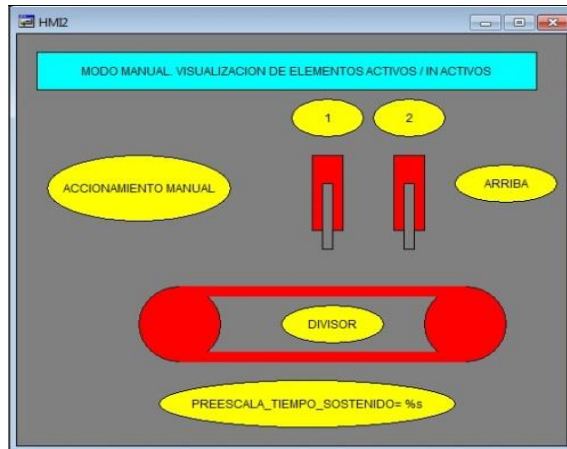 HMI2
MODO MANUAL. VISUALIZACION DE ELEMENTOS ACTIVOS / IN ACTIVOS
1
2
ACCIONAMIENTO MANUAL
ARRIBA
DIVISOR
PREESCALA_TIEMPO_SOSTENIDO= %s